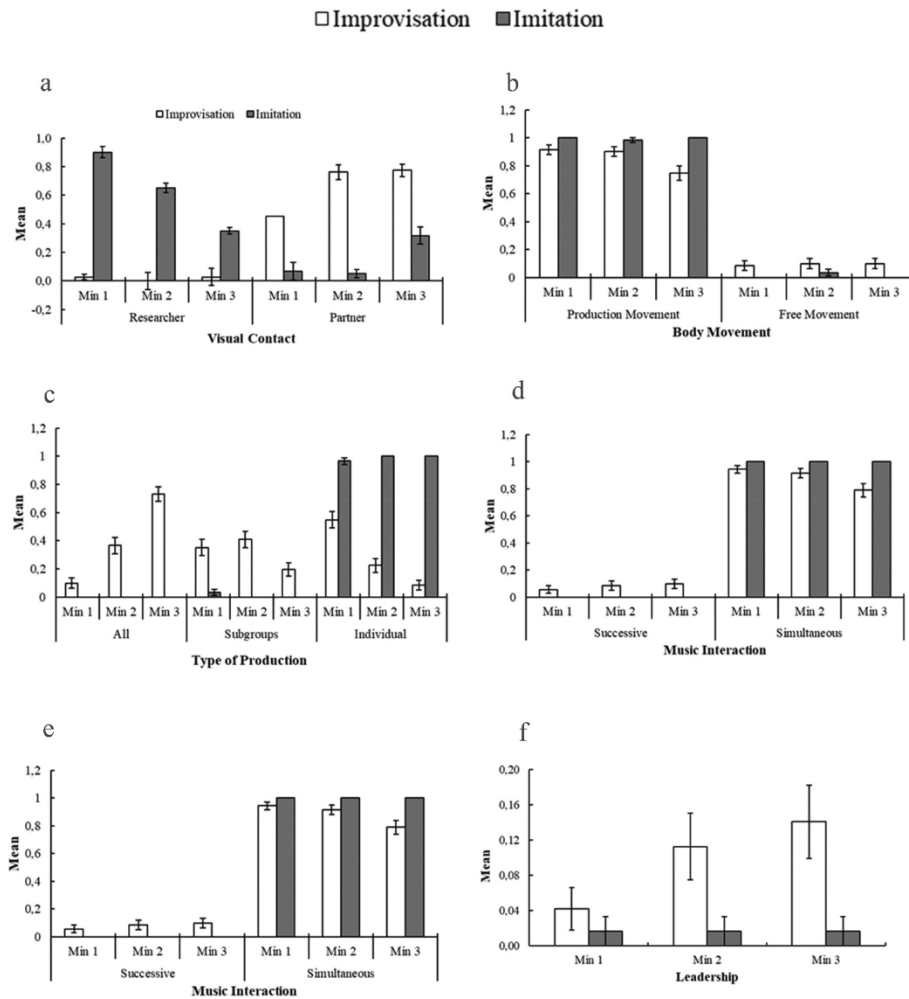 Improvisation Imitation
a
Improvisation Imitation
1,0
0,8
0,6
0,4
0,2
0,0
-0,2
Mean
Min 1 Min 2 Min 3 Min 1 Min 2 Min 3
Researcher Partner
Visual Contact
b
1,2
1
0,8
0,6
0,4
0,2
0
Mean
Min 1 Min 2 Min 3 Min 1 Min 2 Min 3
Production Movement Free Movement
Body Movement
c
1,2
1
0,8
0,6
0,4
0,2
0
Mean
Min 1 Min 2 Min 3 Min 1 Min 2 Min 3 Min 1 Min 2 Min 3
All Subgroups Individual
Type of Production
d
1,2
1
0,8
0,6
0,4
0,2
0
Mean
Min 1 Min 2 Min 3 Min 1 Min 2 Min 3
Successive Simultaneous
Music Interaction
e
1,2
1
0,8
0,6
0,4
0,2
0
Mean
Min 1 Min 2 Min 3 Min 1 Min 2 Min 3
Successive Simultaneous
Music Interaction
f
0,20
0,16
0,12
0,08
0,04
0,00
Mean
Min 1 Min 2 Min 3
Leadership